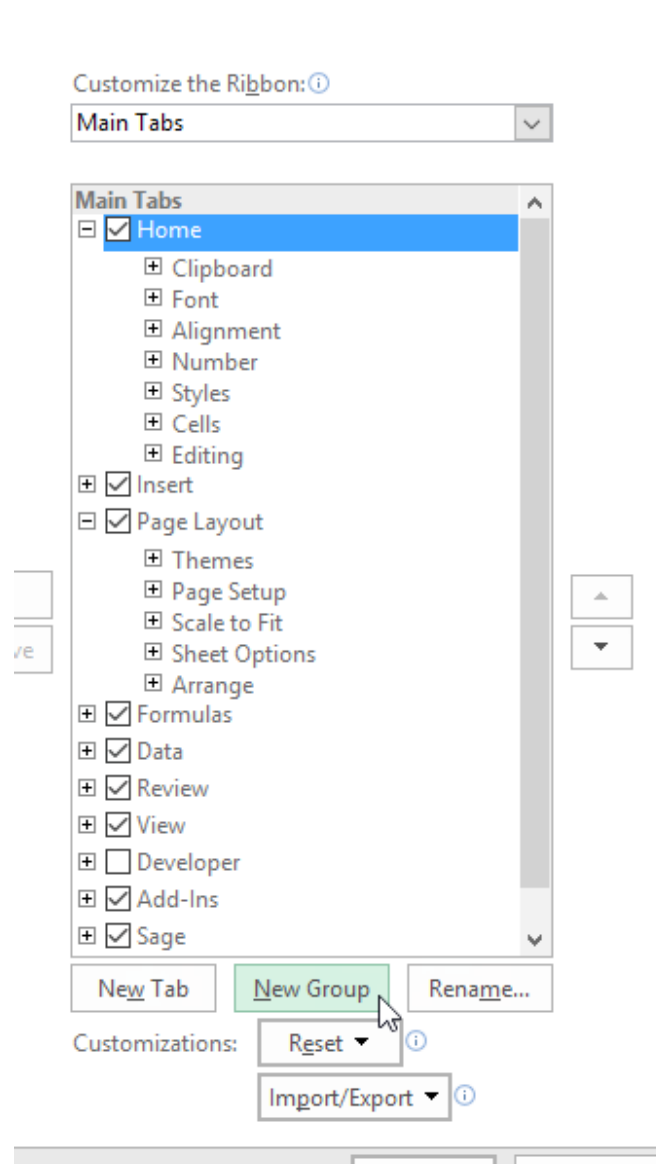 Customize the Ribbon:
Main Tabs
Main Tabs
Home
Clipboard
Font
Alignment
Number
Styles
Cells
Editing
Insert
Page Layout
Themes
Page Setup
Scale to Fit
Sheet Options
ve
Arrange
Formulas
Data
Review
View
Developer
Add-Ins
Sage
New Tab New Group Rename...
Customizations: Reset
Import/Export